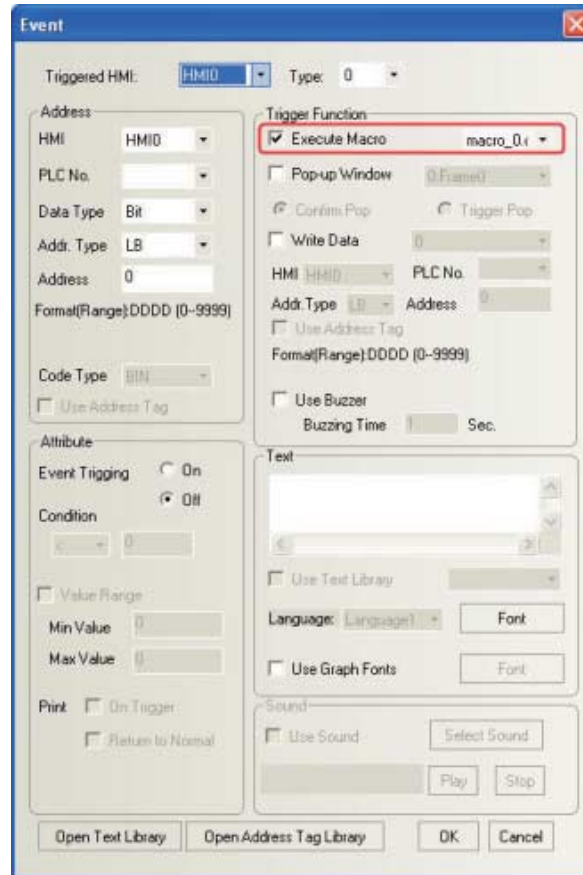 Event
Triggered HMI: HMI0 Type: 0
Address
HMI HMI0
PLC No.
Data Type Bit
Addr. Type LB
Address 0
Format(Range):DDDD (0~9999)
Code Type BIN
Use Address Tag
Attribute
Event Trigging On
Off
Condition
< 0
Value Range
Min Value 0
Max Value 0
Print On Trigger
Return to Normal
Trigger Function
Execute Macro macro_0.c
Pop-up Window 0.Frame0
Confirm Pop Trigger Pop
Write Data 0
HMI HMI0 PLC No.
Addr.Type LB Address 0
Use Address Tag
Format(Range):DDDD (0~9999)
Use Buzzer
Buzzing Time 1 Sec.
Text
Use Text Library
Language: Language1 Font
Use Graph Fonts Font
Sound
Use Sound Select Sound
Play Stop
Open Text Library Open Address Tag Library OK Cancel